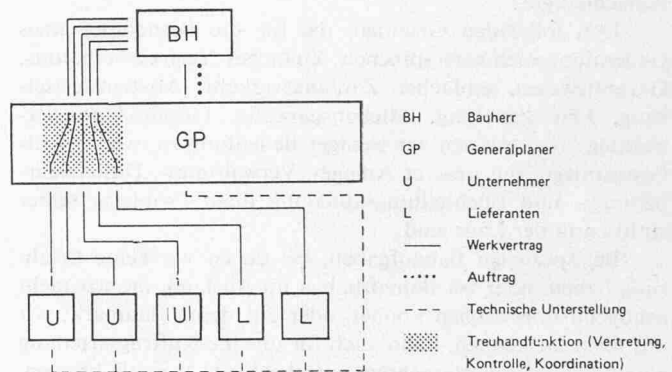 BH
GP
U U U L L
BH Bauherr
GP Generalplaner
U Unternehmer
L Lieferanten
Werkvertrag
Auftrag
Technische Unterstellung
Treuhandfunktion (Vertretung,
Kontrolle, Koordination)